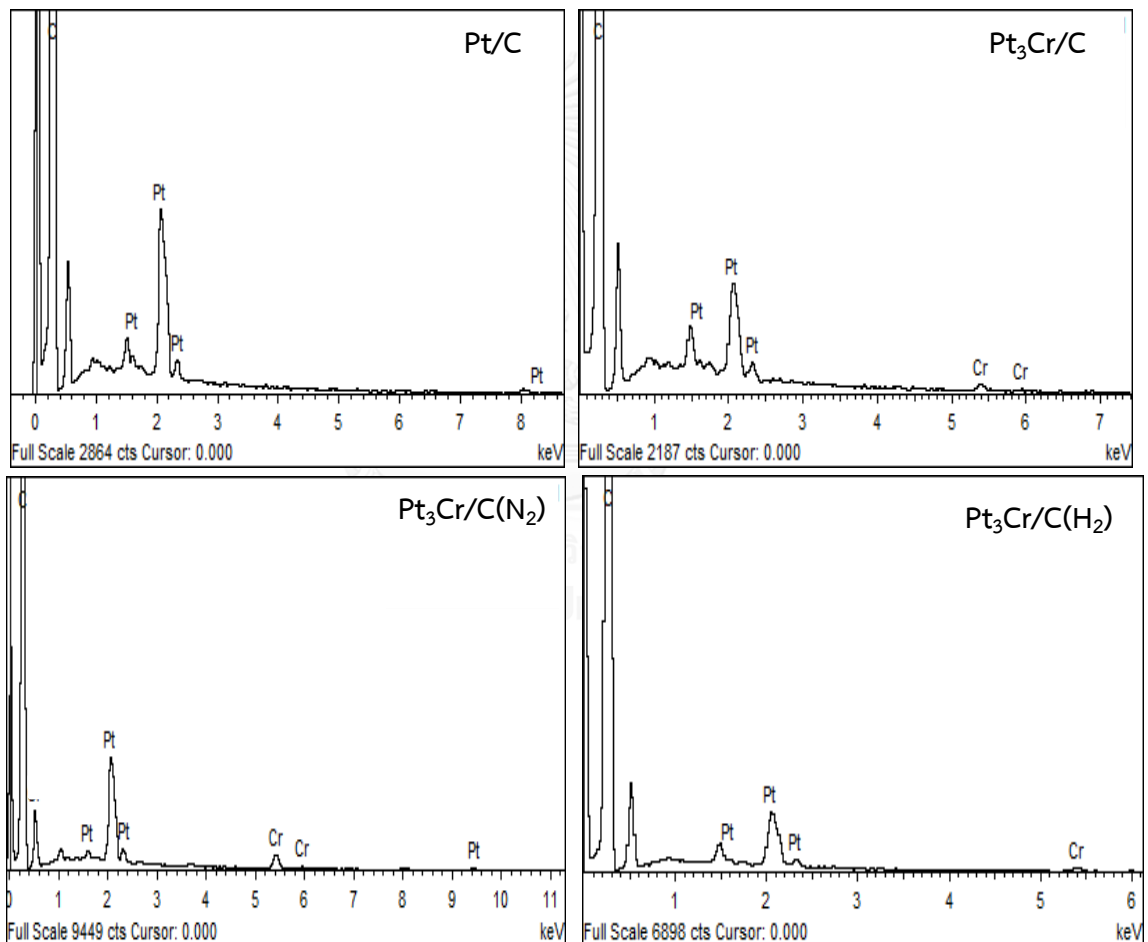 C
Pt/C
Pt
Pt
Pt
Pt
0 1 2 3 4 5 6 7 8
Full Scale 2864 cts Cursor: 0.000 keV
C
Pt₃Cr/C
Pt
Pt
Pt
Cr
Cr
1 2 3 4 5 6 7
Full Scale 2187 cts Cursor: 0.000 keV
C
Pt₃Cr/C(N₂)
Pt
Pt
Pt
Cr
Cr
Pt
0 1 2 3 4 5 6 7 8 9 10 11
Full Scale 9449 cts Cursor: 0.000 keV
C
Pt₃Cr/C(H₂)
Pt
Pt
Pt
Cr
1 2 3 4 5 6
Full Scale 6898 cts Cursor: 0.000 keV